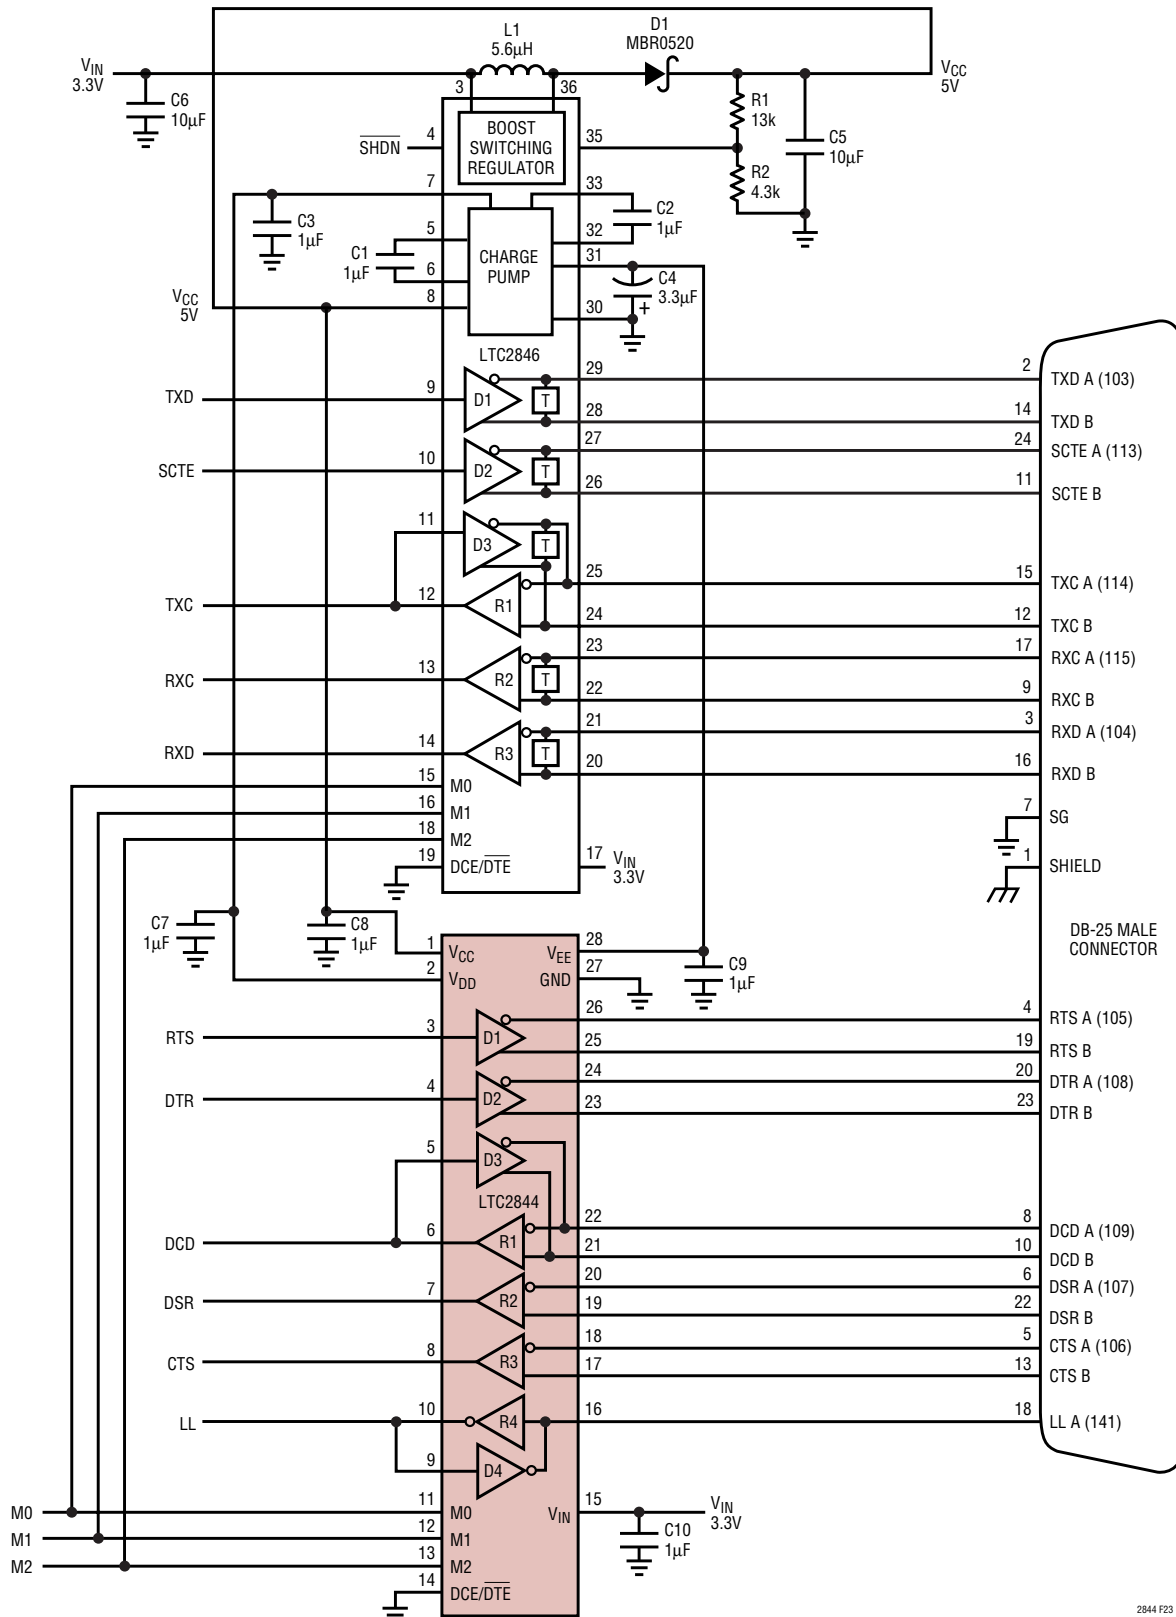 L1
5.6µH
D1
MBR0520
VIN
3.3V
VCC
5V
3
36
C6
10µF
R1
13k
BOOST
SWITCHING
REGULATOR
SHDN
4
35
C5
10µF
R2
4.3k
7
33
C3
1µF
C2
1µF
5
32
C1
1µF
CHARGE
PUMP
31
6
C4
3.3µF
+
VCC
5V
8
30
LTC2846
TXD
9
D1
T
29
2
TXD A (103)
28
14
TXD B
27
24
SCTE A (113)
SCTE
10
D2
T
26
11
SCTE B
11
D3
T
25
15
TXC A (114)
TXC
12
R1
24
12
TXC B
23
17
RXC A (115)
RXC
13
R2
T
22
9
RXC B
21
3
RXD A (104)
RXD
14
R3
T
20
16
RXD B
15
M0
16
M1
7
SG
18
M2
19
DCE/DTE
17
VIN
3.3V
1
SHIELD
C7
1µF
C8
1µF
DB-25 MALE
CONNECTOR
1
VCC
VEE
28
2
VDD
GND
27
C9
1µF
26
4
RTS A (105)
RTS
3
D1
25
19
RTS B
24
20
DTR A (108)
DTR
4
D2
23
23
DTR B
5
D3
LTC2844
22
8
DCD A (109)
DCD
6
R1
21
10
DCD B
20
6
DSR A (107)
DSR
7
R2
19
22
DSR B
18
5
CTS A (106)
CTS
8
R3
17
13
CTS B
LL
10
R4
16
18
LL A (141)
9
D4
M0
11
M0
VIN
15
VIN
3.3V
M1
12
M1
C10
1µF
M2
13
M2
14
DCE/DTE
2844 F23